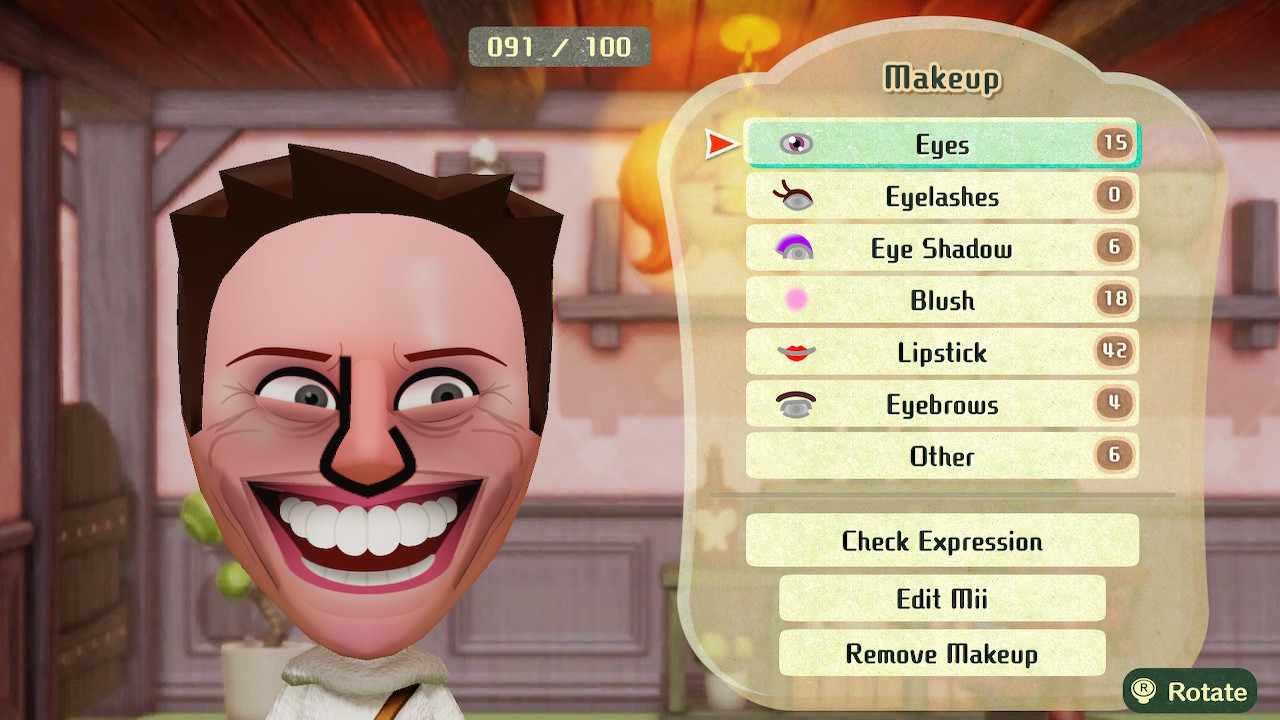 091 / 100
Makeup
Eyes 15
Eyelashes 0
Eye Shadow 6
Blush 18
Lipstick 42
Eyebrows 4
Other 6
Check Expression
Edit Mii
Remove Makeup
R Rotate